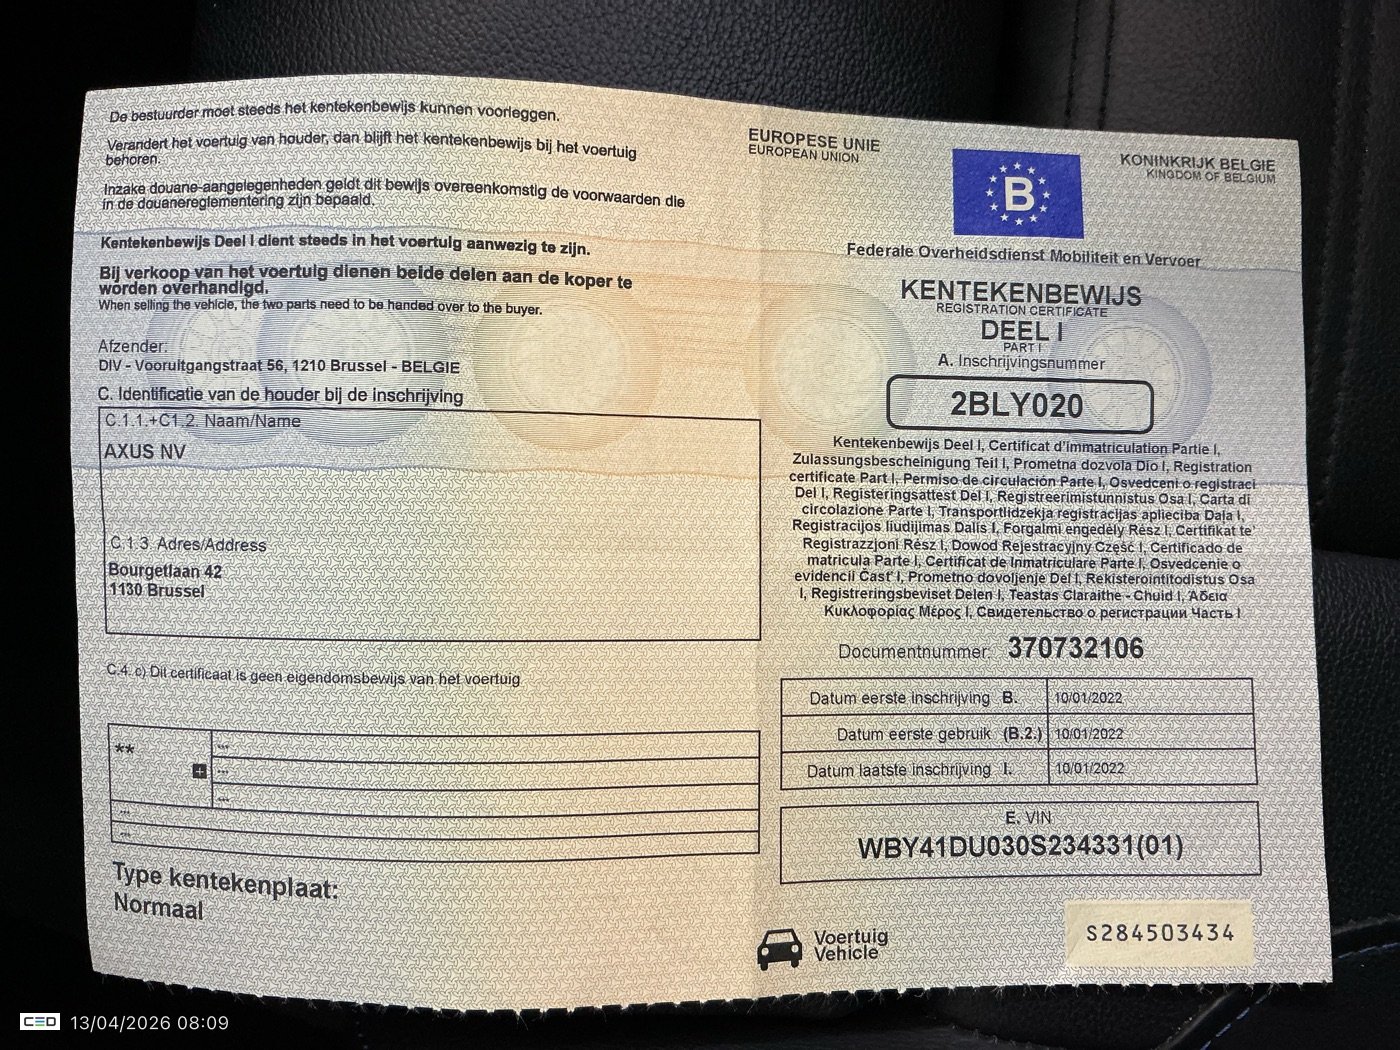 De bestuurder moet steeds het kentekenbewijs kunnen voorleggen.
Verandert het voertuig van houder, dan blijft het kentekenbewijs bij het voertuig
behoren.
Inzake douane-aangelegenheden geldt dit bewijs overeenkomstig de voorwaarden die
in de douanereglementering zijn bepaald.
Kentekenbewijs Deel I dient steeds in het voertuig aanwezig te zijn.
Bij verkoop van het voertuig dienen beide delen aan de koper te
worden overhandigd.
When selling the vehicle, the two parts need to be handed over to the buyer.
Afzender:
DIV - Vooruitgangstraat 56, 1210 Brussel - BELGIE
C. Identificatie van de houder bij de inschrijving
C.1.1.+C1.2. Naam/Name
AXUS NV
C.1.3. Adres/Address
Bourgetlaan 42
1130 Brussel
C.4. c) Dit certificaat is geen eigendomsbewijs van het voertuig
**
---
---
---
---
---
Type kentekenplaat:
Normaal
EUROPESE UNIE
EUROPEAN UNION
B
KONINKRIJK BELGIE
KINGDOM OF BELGIUM
Federale Overheidsdienst Mobiliteit en Vervoer
KENTEKENBEWIJS
REGISTRATION CERTIFICATE
DEEL I
PART I
A. Inschrijvingsnummer
2BLY020
Kentekenbewijs Deel I, Certificat d'immatriculation Partie I,
Zulassungsbescheinigung Teil I, Prometna dozvola Dio I, Registration
certificate Part I, Permiso de circulación Parte I, Osvedceni o registraci
Del I, Registeringsattest Del I, Registreerimistunnistus Osa I, Carta di
circolazione Parte I, Transportlidzekja registracijas aplieciba Daļa I,
Registracijos liudijimas Dalis I, Forgalmi engedély Rész I, Certifikat te'
Registrazzjoni Rész I, Dowod Rejestracyjny Część I, Certificado de
matricula Parte I, Certificat de Inmatriculare Parte I, Osvedcenie o
evidencii Časť I, Prometno dovoljenje Del I, Rekisterointitodistus Osa
I, Registreringsbeviset Delen I, Teastas Claraithe - Chuid I, Άδεια
Κυκλοφορίας Μέρος I, Свидетельство о регистрации Часть I
Documentnummer: 370732106
Datum eerste inschrijving B. 10/01/2022
Datum eerste gebruik (B.2.) 10/01/2022
Datum laatste inschrijving I. 10/01/2022
E. VIN
WBY41DU030S234331(01)
Voertuig
Vehicle
S284503434
CED 13/04/2026 08:09